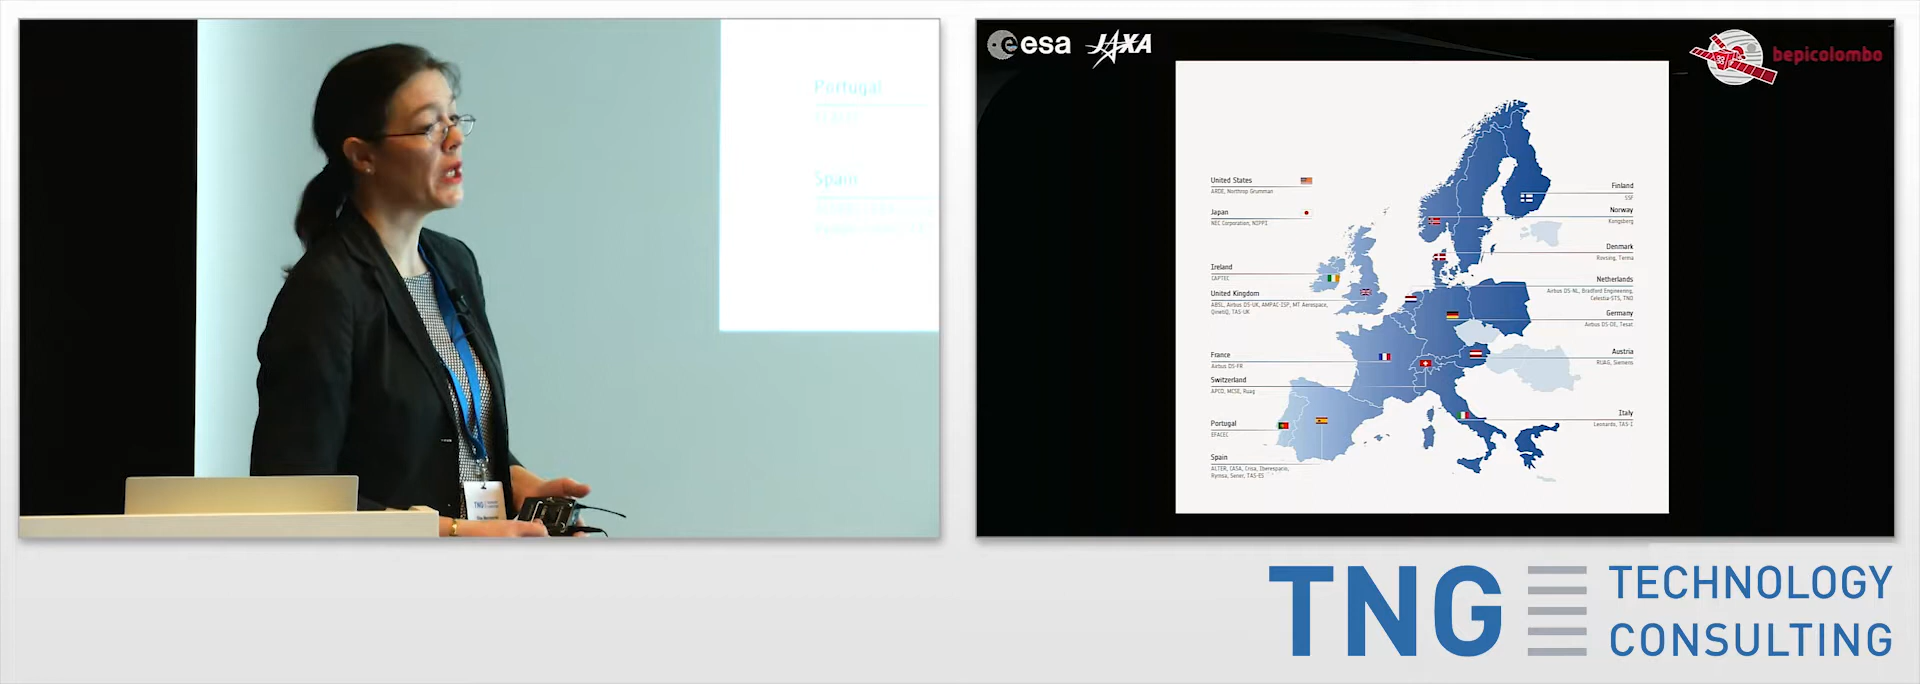 Portugal
Spain
esa
JAXA
bepicolombo
United States
ARDE, Northrop Grumman
Japan
NEC Corporation, NIPPI
Ireland
CAPTEC
United Kingdom
ABSL, Airbus DS-UK, AMPAC-ISP, MT Aerospace,
QinetiQ, TAS-UK
France
Airbus DS-FR
Switzerland
APCO, MCSE, Ruag
Portugal
EFACEC
Spain
ALTER, CASA, Crisa, Iberespacio,
Rymsa, Sener, TAS-ES
Finland
SSF
Norway
Kongsberg
Denmark
Rovsing, Terma
Netherlands
Airbus DS-NL, Bradford Engineering,
Celestia-STS, TNO
Germany
Airbus DS-DE, Tesat
Austria
RUAG, Siemens
Italy
Leonardo, TAS-I
TNG
TNG TECHNOLOGY
CONSULTING